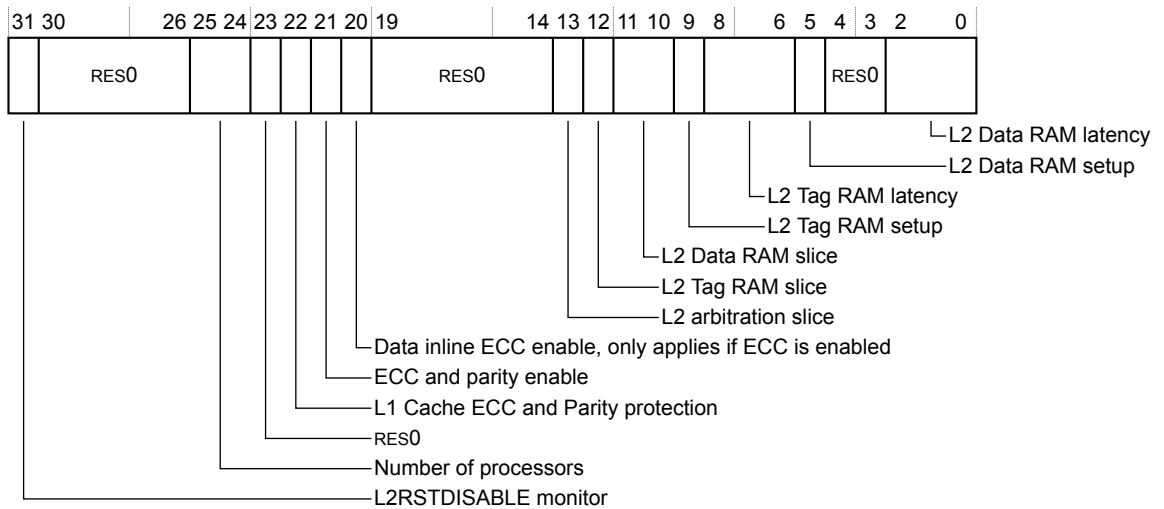 31 30 26 25 24 23 22 21 20 19 14 13 12 11 10 9 8 6 5 4 3 2 0
RES0 RES0 RES0
L2 Data RAM latency
L2 Data RAM setup
L2 Tag RAM latency
L2 Tag RAM setup
L2 Data RAM slice
L2 Tag RAM slice
L2 arbitration slice
Data inline ECC enable, only applies if ECC is enabled
ECC and parity enable
L1 Cache ECC and Parity protection
RES0
Number of processors
L2RSTDISABLE monitor